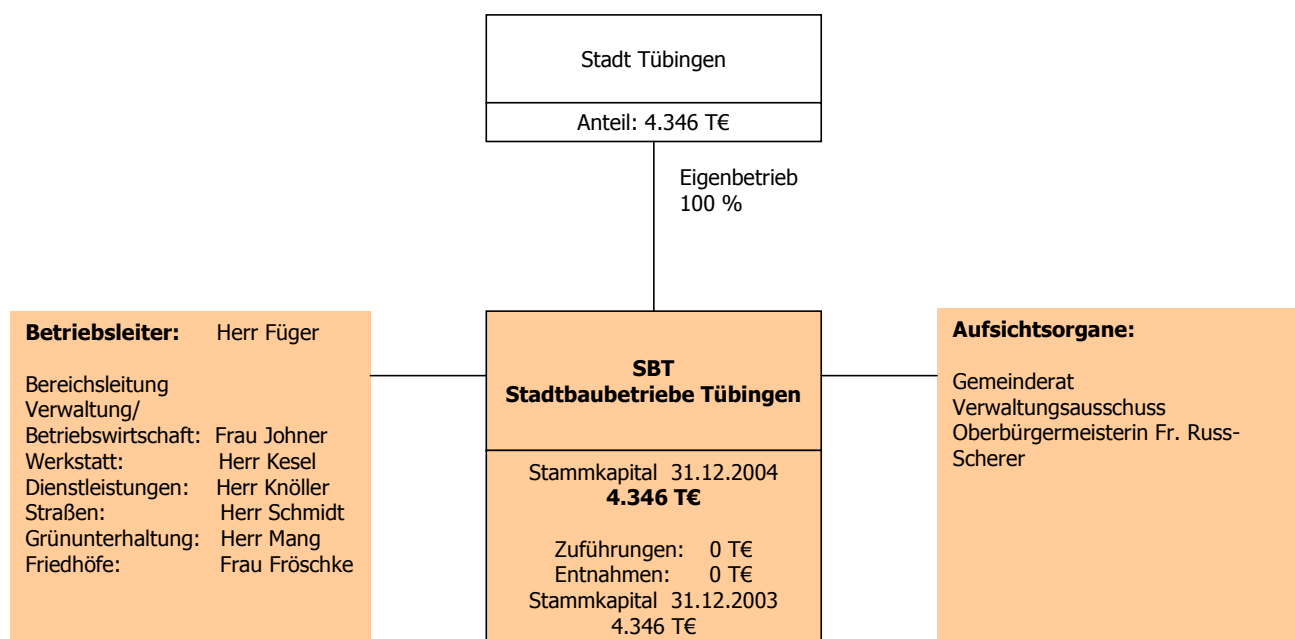 Stadt Tübingen
Anteil: 4.346 T€
Eigenbetrieb
100 %
Betriebsleiter: Herr Füger
Bereichsleitung
Verwaltung/
Betriebswirtschaft: Frau Johner
Werkstatt: Herr Kesel
Dienstleistungen: Herr Knöller
Straßen: Herr Schmidt
Grünunterhaltung: Herr Mang
Friedhöfe: Frau Fröschke
SBT
Stadtbaubetriebe Tübingen
Stammkapital 31.12.2004
4.346 T€
Zuführungen: 0 T€
Entnahmen: 0 T€
Stammkapital 31.12.2003
4.346 T€
Aufsichtsorgane:
Gemeinderat
Verwaltungsausschuss
Oberbürgermeisterin Fr. Russ-
Scherer